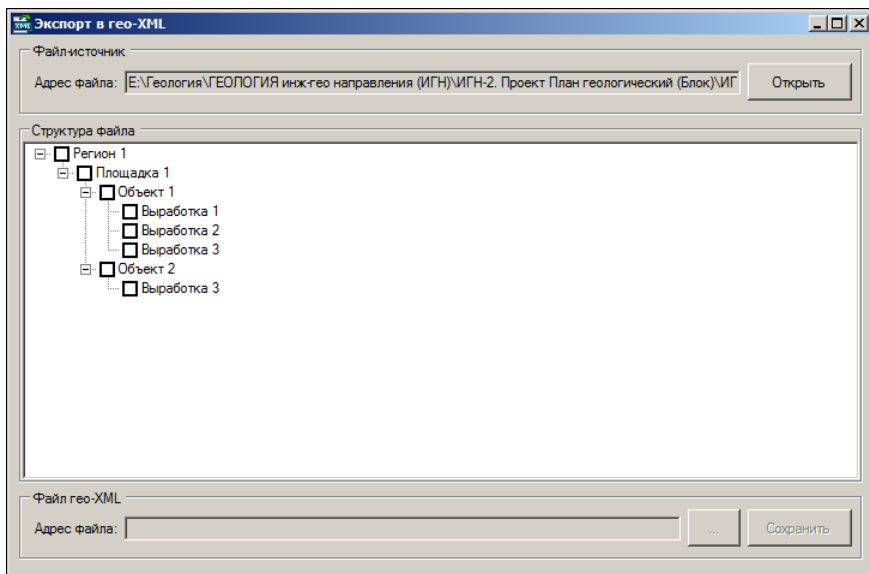 Экспорт в гео-XML
Файл-источник
Адрес файла: E:\Геология\ГЕОЛОГИЯ инж-гео направления (ИГН)\ИГН-2. Проект План геологический (Блок)\ИГ Открыть
Структура файла
Регион 1
Площадка 1
Объект 1
Выработка 1
Выработка 2
Выработка 3
Объект 2
Выработка 3
Файл гео-XML
Адрес файла: ... Сохранить